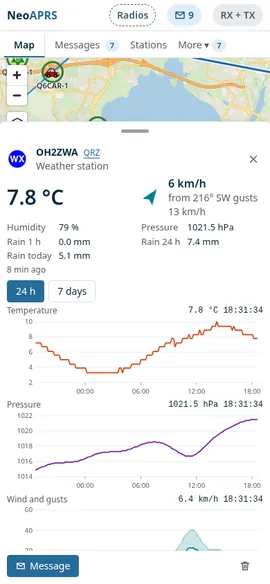 NeoAPRS
Radios
9
RX + TX
Map
Messages 7
Stations
More ▾ 7
+
−
Q6CAR-1
WX
OH2ZWA QRZ
Weather station
×
7.8 °C
6 km/h
from 216° SW gusts
13 km/h
Humidity 79 %
Pressure 1021.5 hPa
Rain 1 h 0.0 mm
Rain 24 h 7.4 mm
Rain today 5.1 mm
8 min ago
24 h
7 days
Temperature 7.8 °C 18:31:34
10
8
6
4
2
00:00 06:00 12:00 18:00
Pressure 1021.5 hPa 18:31:34
1022
1020
1018
1016
1014
00:00 06:00 12:00 18:00
Wind and gusts 6.4 km/h 18:31:34
60
40
20
Message